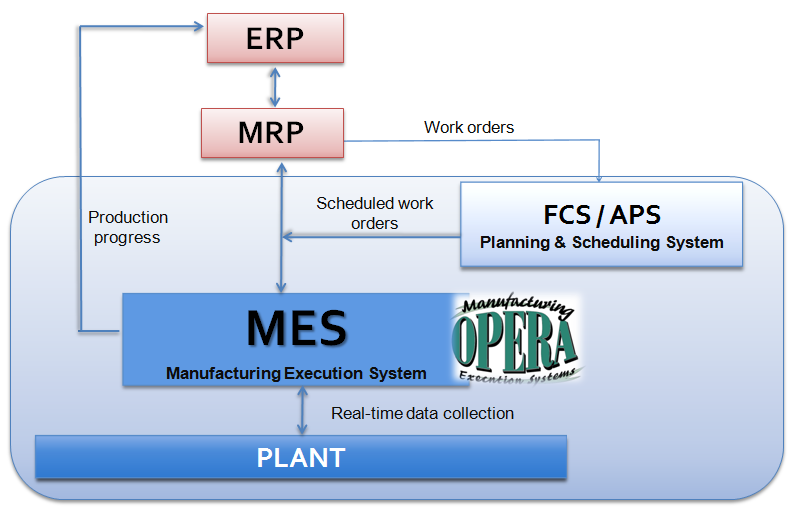 ERP
MRP
Work orders
Scheduled work
orders
FCS / APS
Planning & Scheduling System
Production
progress
MES
Manufacturing Execution System
Manufacturing
OPERA
Execution Systems
Real-time data collection
PLANT